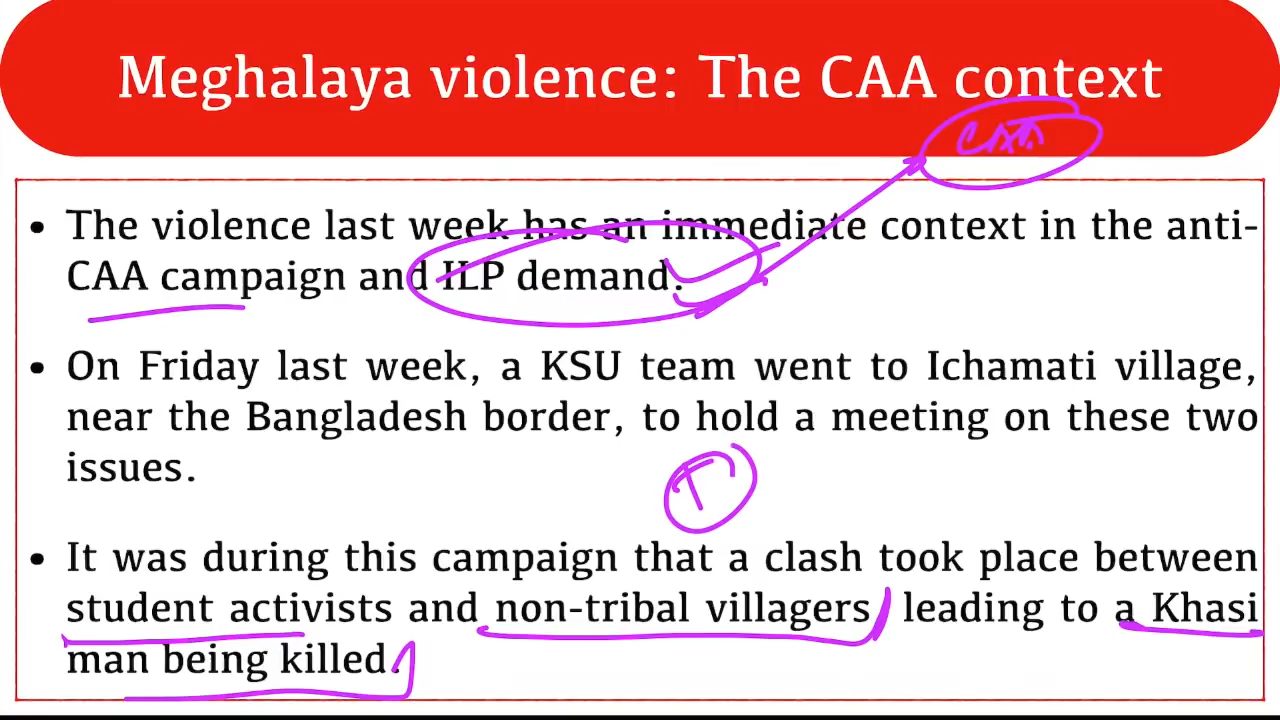 Meghalaya violence: The CAA context
CAA
• The violence last week has an immediate context in the anti-
CAA campaign and ILP demand.
• On Friday last week, a KSU team went to Ichamati village,
near the Bangladesh border, to hold a meeting on these two
issues.
T
• It was during this campaign that a clash took place between
student activists and non-tribal villagers leading to a Khasi
man being killed.